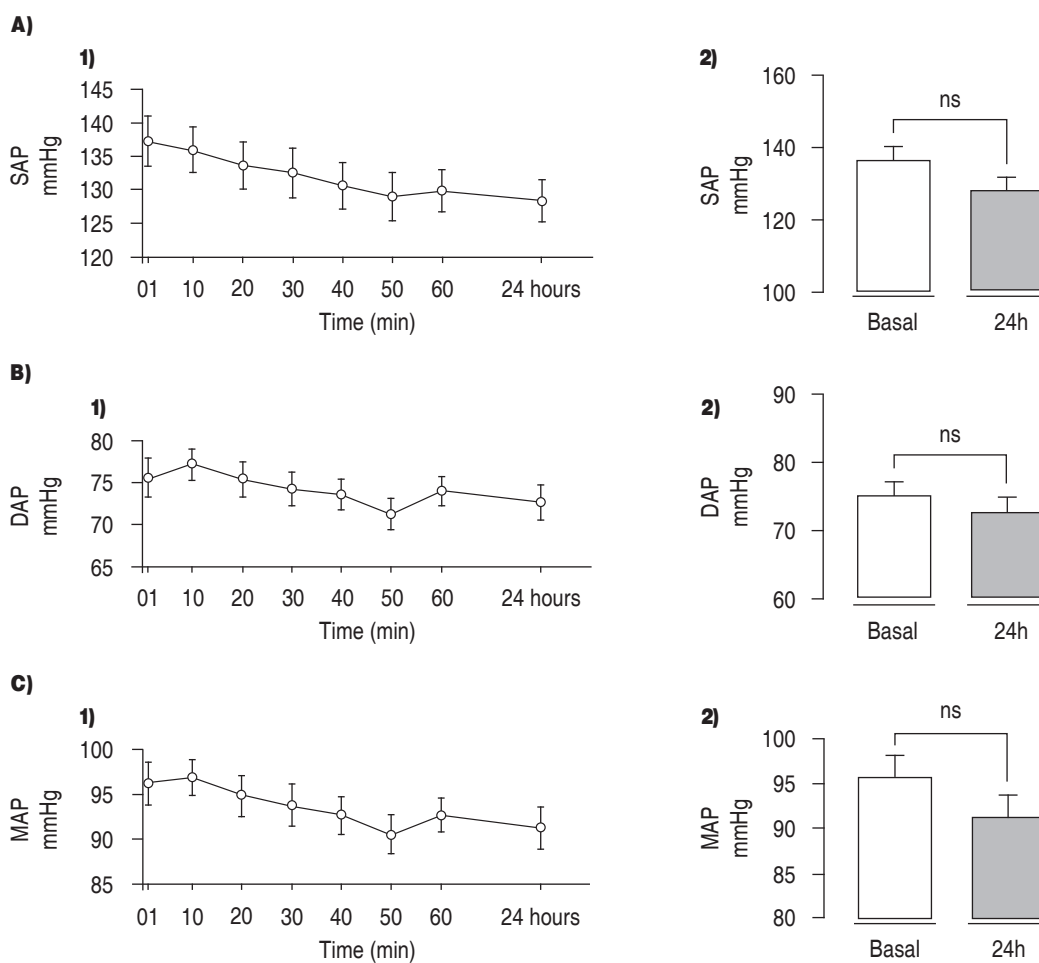 A)
1)
SAP
mmHg
145
140
135
130
125
120
01 10 20 30 40 50 60 24 hours
Time (min)
2)
SAP
mmHg
160
140
120
100
ns
Basal 24h
B)
1)
DAP
mmHg
80
75
70
65
01 10 20 30 40 50 60 24 hours
Time (min)
2)
DAP
mmHg
90
80
70
60
ns
Basal 24h
C)
1)
MAP
mmHg
100
95
90
85
01 10 20 30 40 50 60 24 hours
Time (min)
2)
MAP
mmHg
100
95
90
85
80
ns
Basal 24h